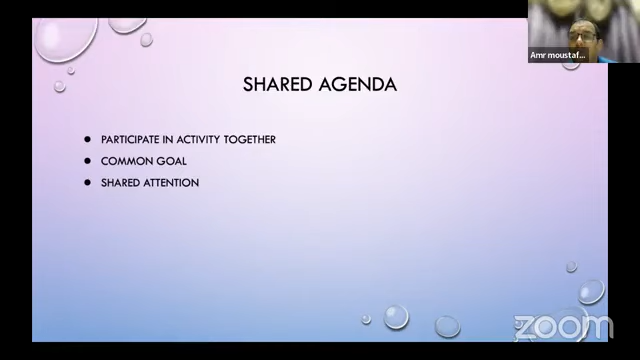 Amr moustaf...
SHARED AGENDA
PARTICIPATE IN ACTIVITY TOGETHER
COMMON GOAL
SHARED ATTENTION
zoom